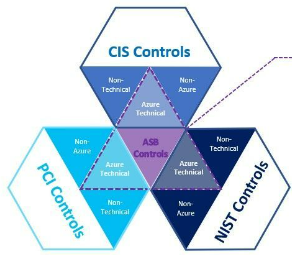 CIS Controls
Non-
Technical
Non-
Azure
Azure
Technical
Non-
Azure
Azure
Technical
ASB
Controls
Azure
Technical
Non-
Technical
PCI Controls
Non-
Technical
Non-
Azure
NIST Controls